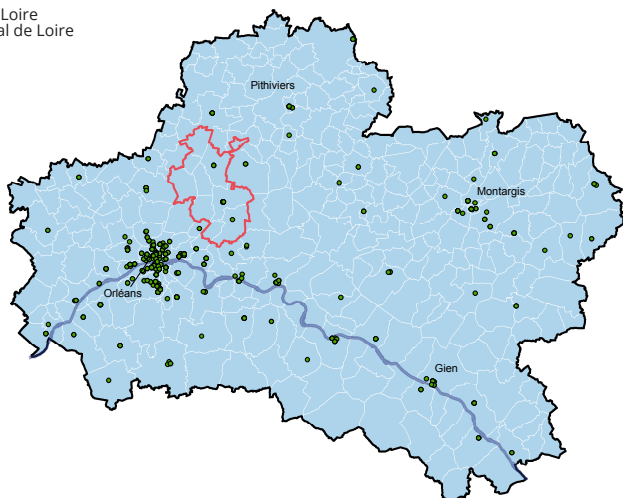 Loire
al de Loire
Pithiviers
Montargis
Orléans
Gien